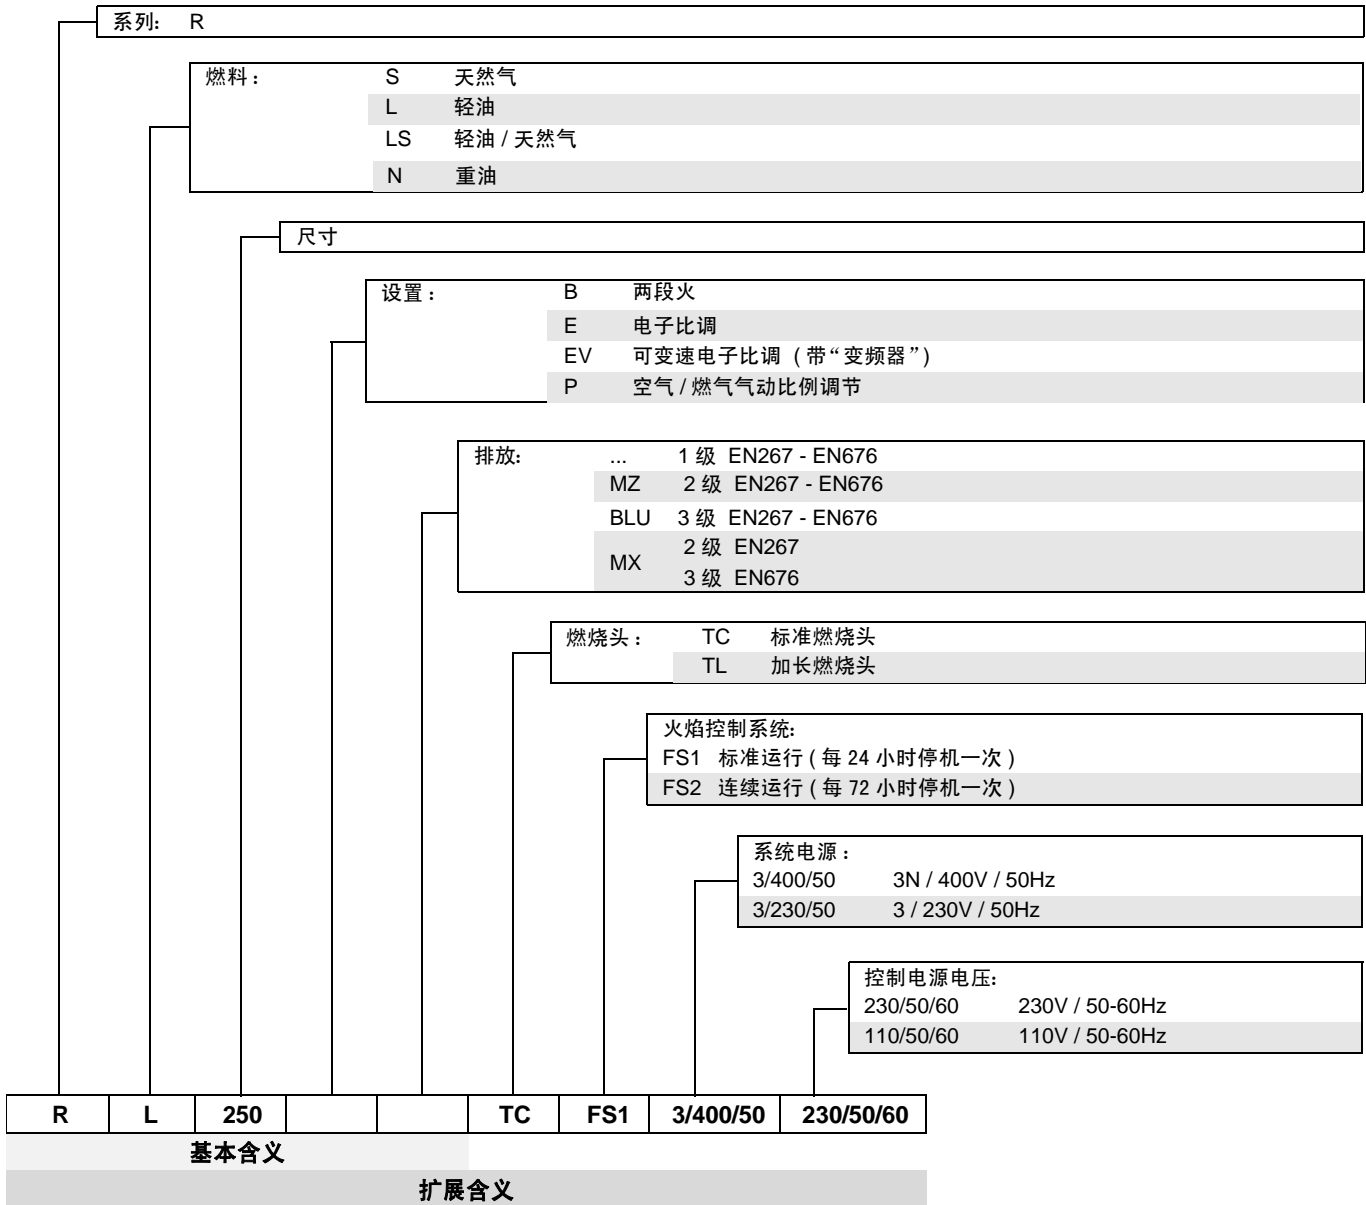 系列: R
燃料: S 天然气
L 轻油
LS 轻油 / 天然气
N 重油
尺寸
设置: B 两段火
E 电子比调
EV 可变速电子比调 (带“变频器”)
P 空气 / 燃气气动比例调节
排放: ... 1 级 EN267 - EN676
MZ 2 级 EN267 - EN676
BLU 3 级 EN267 - EN676
MX 2 级 EN267
3 级 EN676
燃烧头: TC 标准燃烧头
TL 加长燃烧头
火焰控制系统:
FS1 标准运行 (每 24 小时停机一次)
FS2 连续运行 (每 72 小时停机一次)
系统电源:
3/400/50 3N / 400V / 50Hz
3/230/50 3 / 230V / 50Hz
控制电源电压:
230/50/60 230V / 50-60Hz
110/50/60 110V / 50-60Hz
R L 250 TC FS1 3/400/50 230/50/60
基本含义
扩展含义